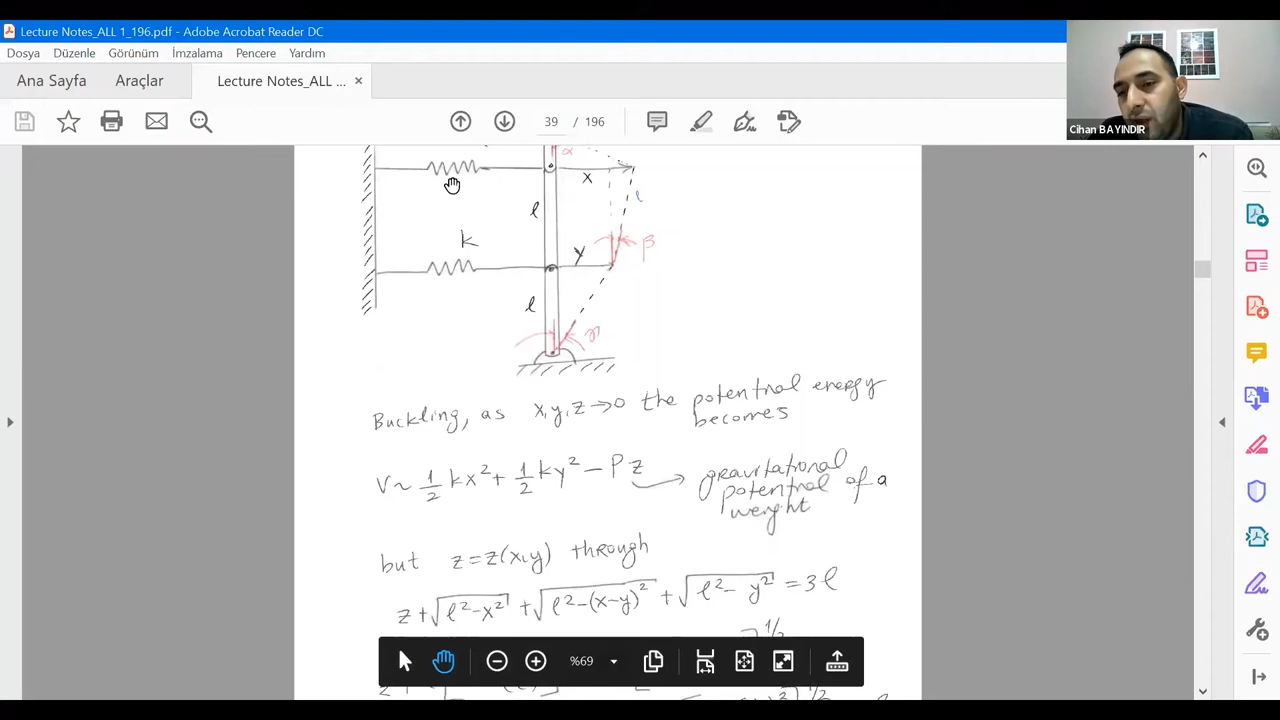 Lecture Notes_ALL 1_196.pdf - Adobe Acrobat Reader DC
Dosya Düzenle Görünüm İmzalama Pencere Yardım
Ana Sayfa Araçlar Lecture Notes_ALL ... ×
39 / 196
Cihan BAYINDIR
α
x
l
l
k
y
β
l
Buckling, as x,y,z→0 the potential energy
becomes
V~ 1/2 kx² + 1/2 ky² − Pz → gravitational
potential of a
weight
but z=z(x,y) through
z+√(l²−x²) + √(l²−(x−y)²) + √(l²−y²) = 3l
%69